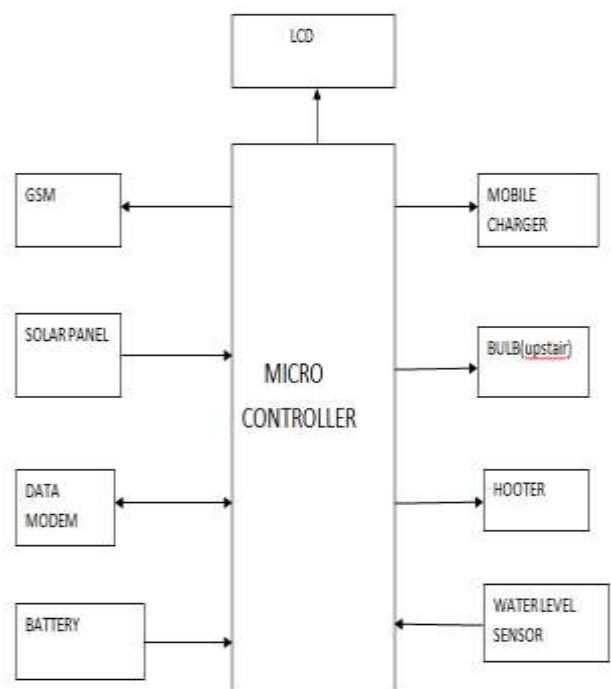 LCD
GSM
MOBILE
CHARGER
SOLAR PANEL
BULB(upstair)
MICRO
CONTROLLER
DATA
MODEM
HOOTER
BATTERY
WATER LEVEL
SENSOR